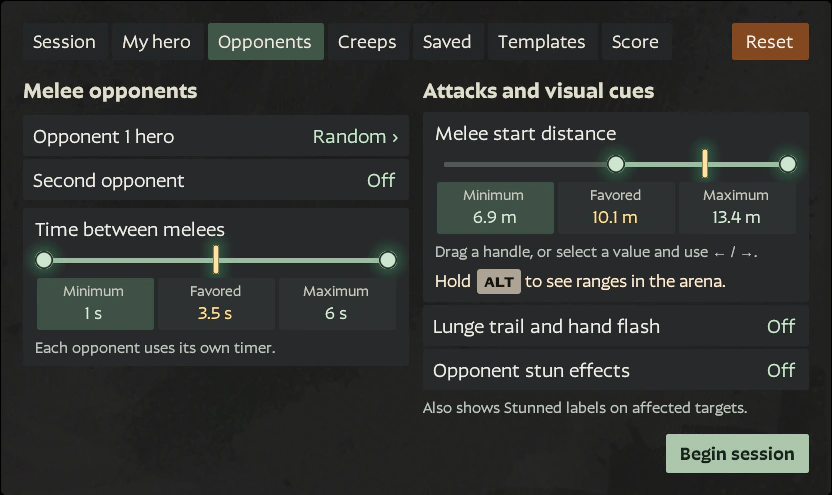 Session My hero Opponents Creeps Saved Templates Score Reset
Melee opponents
Opponent 1 hero Random ›
Second opponent Off
Time between melees
Minimum Favored Maximum
1 s 3.5 s 6 s
Each opponent uses its own timer.
Attacks and visual cues
Melee start distance
Minimum Favored Maximum
6.9 m 10.1 m 13.4 m
Drag a handle, or select a value and use ← / →.
Hold ALT to see ranges in the arena.
Lunge trail and hand flash Off
Opponent stun effects Off
Also shows Stunned labels on affected targets.
Begin session